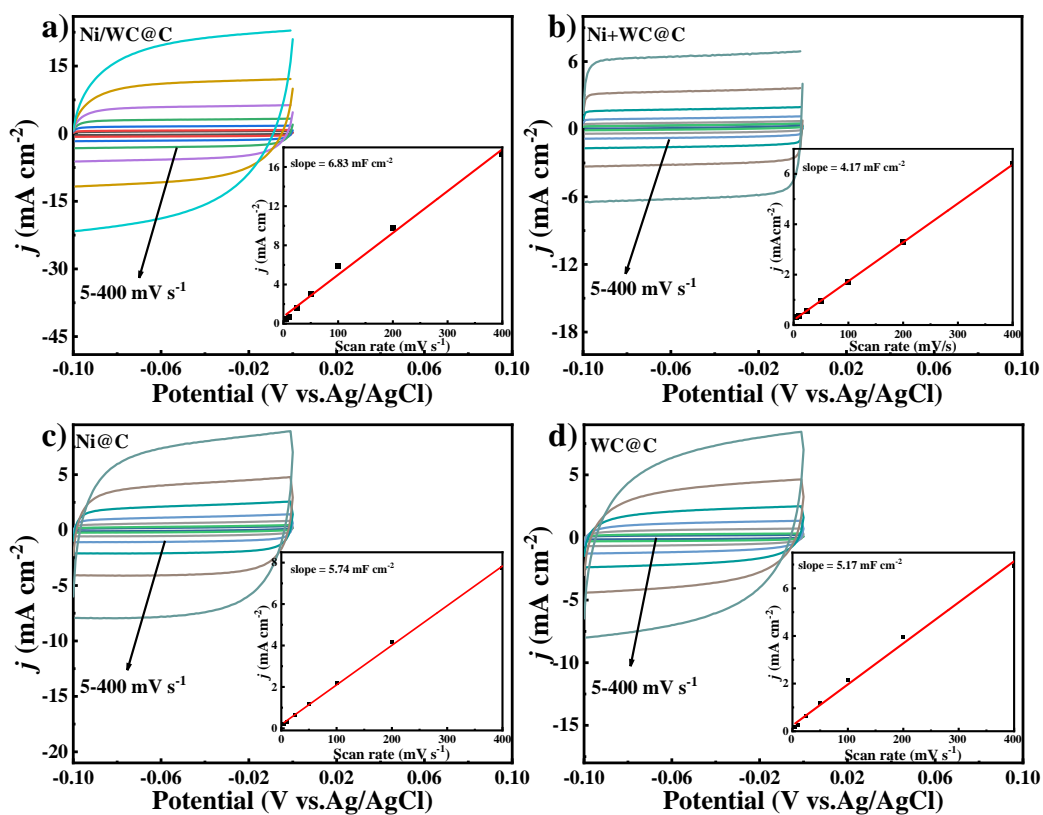 a)
Ni/WC@C
15
0
-15
-30
-45
j (mA cm-2)
5-400 mV s-1
-0.10
-0.06
-0.02
0.02
0.06
0.10
Potential (V vs.Ag/AgCl)
slope = 6.83 mF cm-2
16
12
8
4
0
j (mA cm-2)
0
100
200
300
400
Scan rate (mV s-1)
b)
Ni+WC@C
6
0
-6
-12
-18
j (mA cm-2)
5-400 mV s-1
-0.10
-0.06
-0.02
0.02
0.06
0.10
Potential (V vs.Ag/AgCl)
slope = 4.17 mF cm-2
6
4
2
0
j (mAcm-2)
0
100
200
300
400
Scan rate (mV/s)
c)
Ni@C
5
0
-5
-10
-15
-21
j (mA cm-2)
5-400 mV s-1
-0.10
-0.06
-0.02
0.02
0.06
0.10
Potential (V vs.Ag/AgCl)
slope = 5.74 mF cm-2
8
4
2
0
j (mA cm-2)
0
100
200
300
400
Scan rate (mV s-1)
d)
WC@C
5
0
-5
-10
-15
j (mA cm-2)
5-400 mV s-1
-0.10
-0.06
-0.02
0.02
0.06
0.10
Potential (V vs.Ag/AgCl)
slope = 5.17 mF cm-2
6
4
2
0
j (mA cm-2)
0
100
200
300
400
Scan rate (mV s-1)